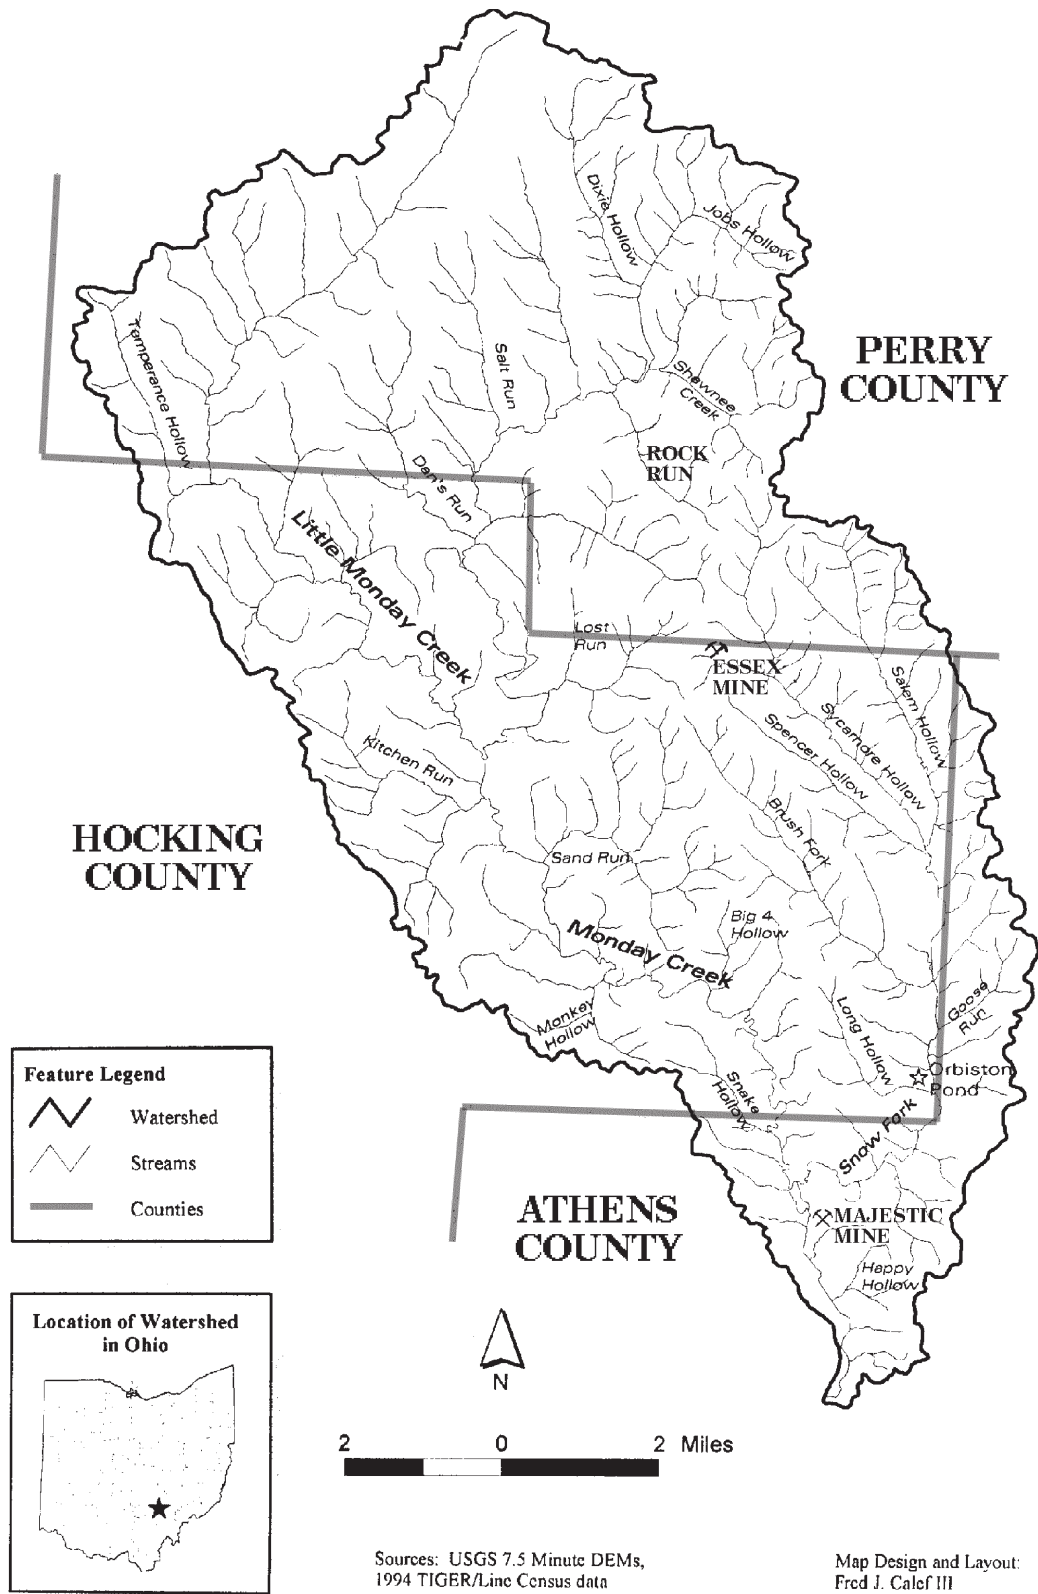 Dixie Hollow
Jobs Hollow
PERRY
COUNTY
Temperance Hollow
Salt Run
Shawnee
Creek
ROCK
RUN
Dan's Run
Little Monday Creek
Lost
Run
ESSEX
MINE
Salem Hollow
Sycamore Hollow
Spencer Hollow
Kitchen Run
Brush Fork
HOCKING
COUNTY
Sand Run
Big 4
Hollow
Monday Creek
Monkey
Hollow
Long Hollow
Goose
Run
Feature Legend
Watershed
Streams
Counties
Snake
Hollow
Orbiston
Pond
Snow Fork
ATHENS
COUNTY
MAJESTIC
MINE
Happy
Hollow
Location of Watershed
in Ohio
N
2 0 2 Miles
Sources: USGS 7.5 Minute DEMs,
1994 TIGER/Line Census data
Map Design and Layout:
Fred J. Calef III